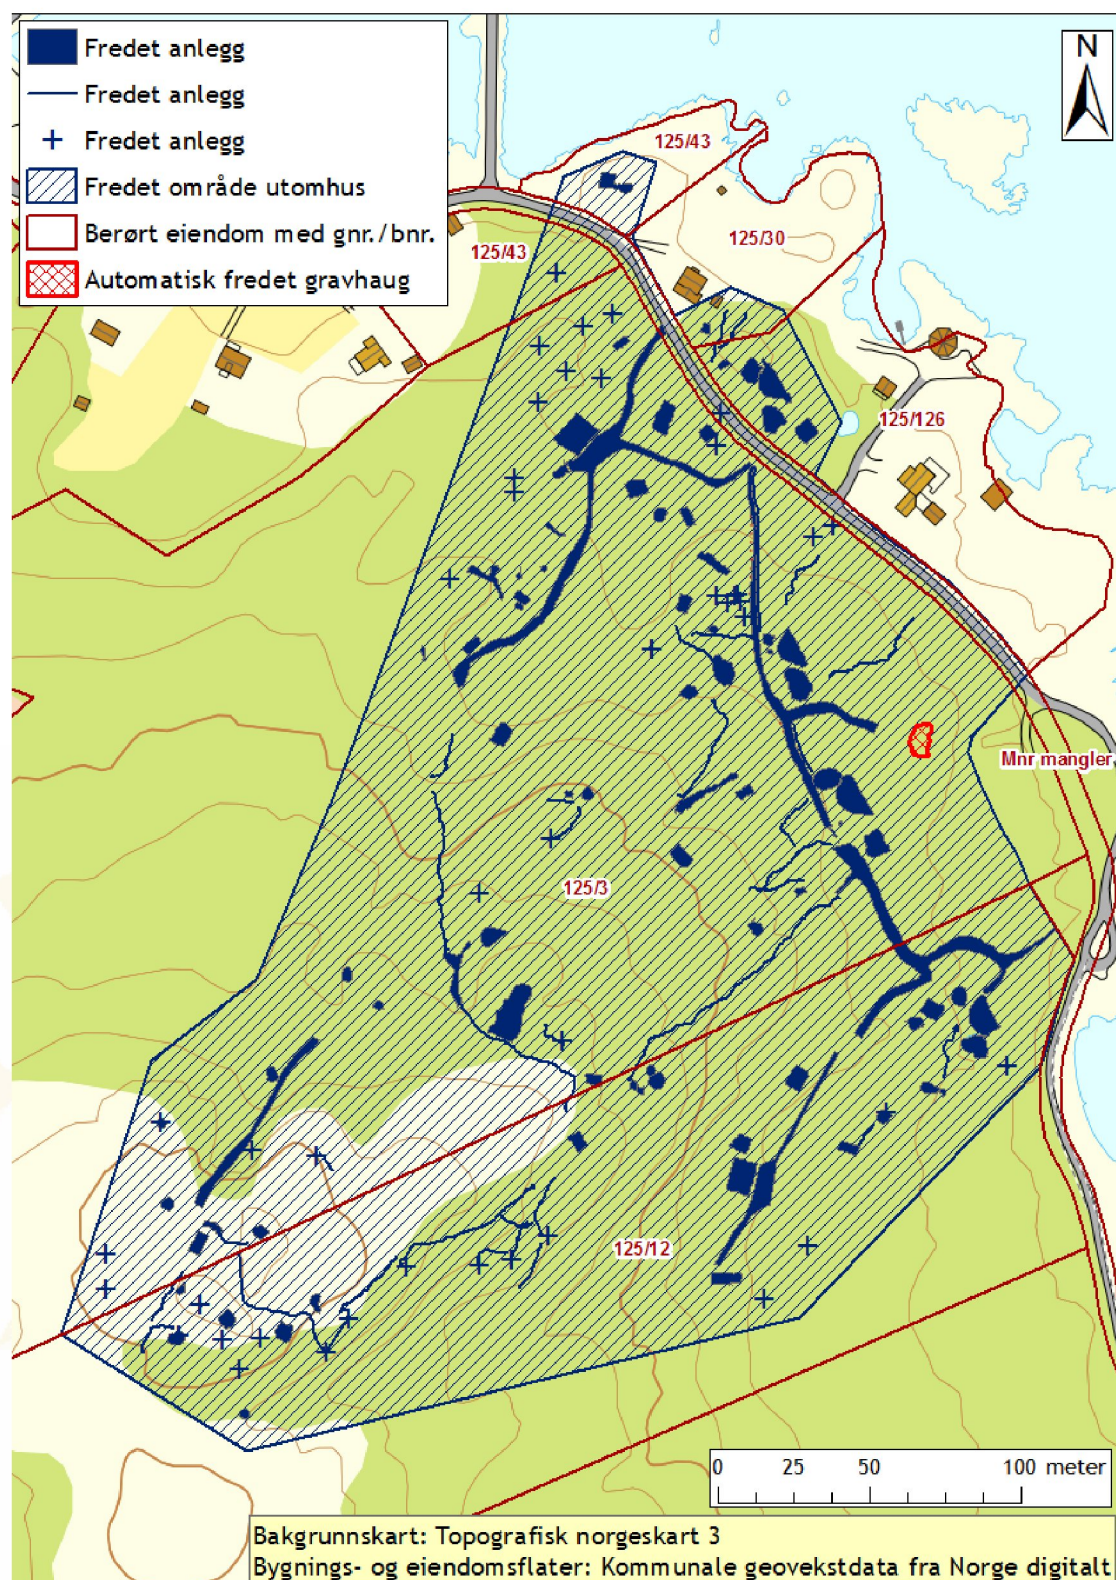 Fredet anlegg
Fredet anlegg
Fredet anlegg
Fredet område utomhus
Berørt eiendom med gnr./bnr.
Automatisk fredet gravhaug
N
125/43
125/30
125/43
125/126
Mnr mangler
125/3
125/12
0 25 50 100 meter
Bakgrunnskart: Topografisk norgeskart 3
Bygnings- og eiendomsflater: Kommunale geovekstdata fra Norge digitalt